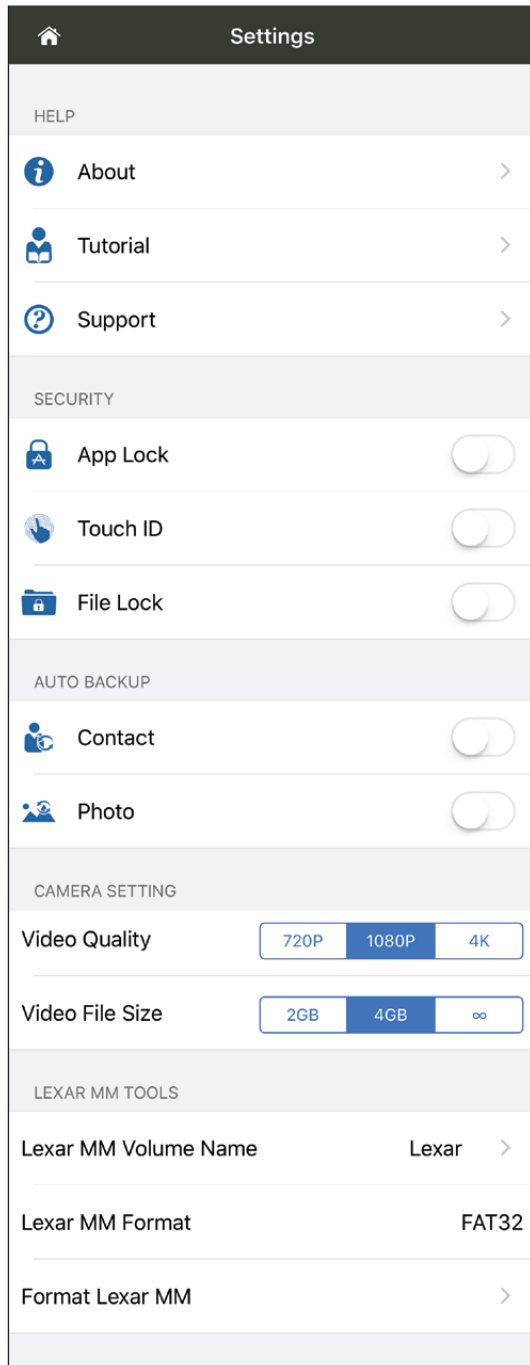 Settings
HELP
About
Tutorial
Support
SECURITY
App Lock
Touch ID
File Lock
AUTO BACKUP
Contact
Photo
CAMERA SETTING
Video Quality 720P 1080P 4K
Video File Size 2GB 4GB ∞
LEXAR MM TOOLS
Lexar MM Volume Name Lexar
Lexar MM Format FAT32
Format Lexar MM